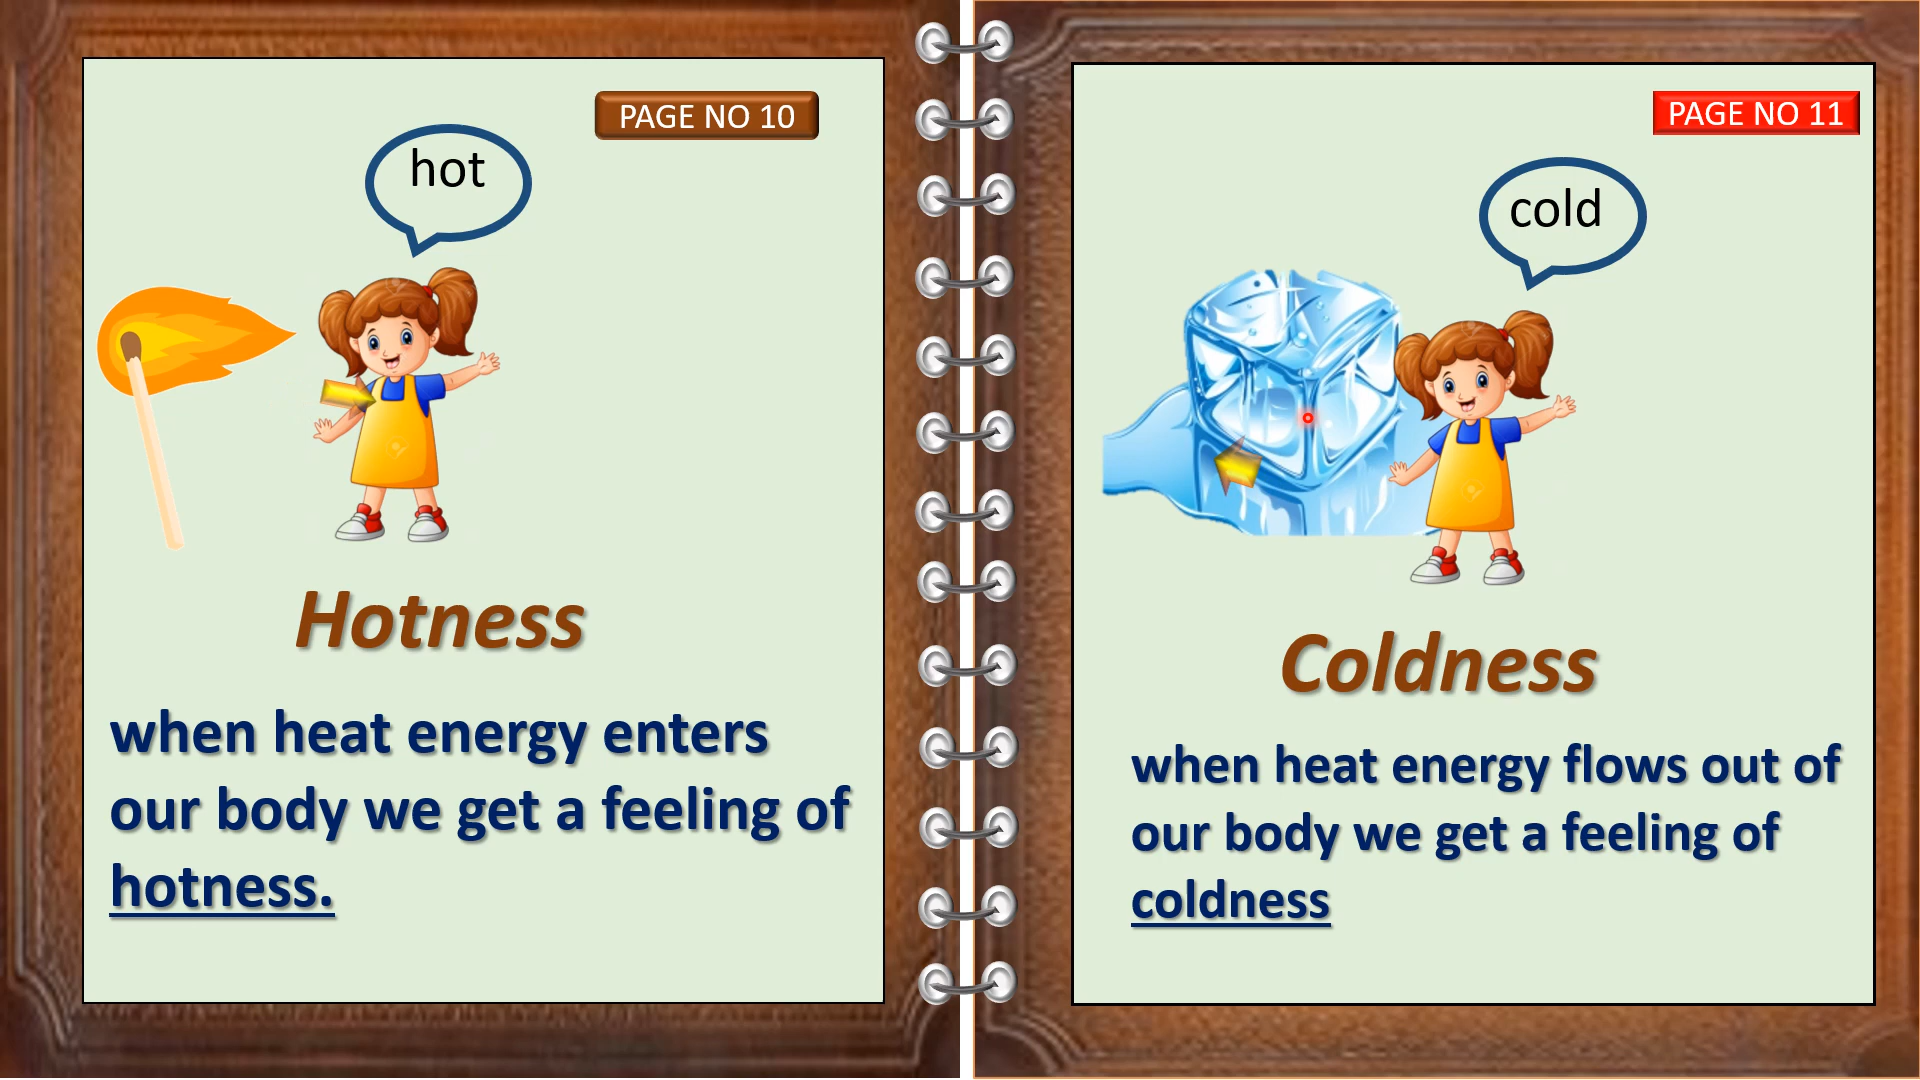 PAGE NO 10
hot
Hotness
when heat energy enters
our body we get a feeling of
hotness.
PAGE NO 11
cold
Coldness
when heat energy flows out of
our body we get a feeling of
coldness